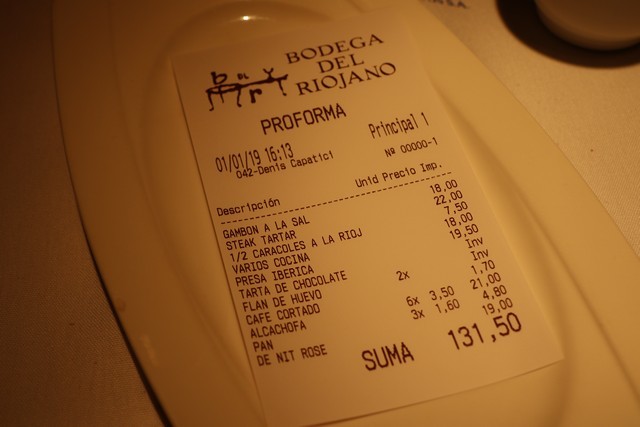 BODEGA
DEL
RIOJANO
PROFORMA
01/01/19 16:13 Principal 1
042-Denis Capatici Nº 00000-1
Descripción Unid Precio Imp.
GAMBON A LA SAL 18,00
STEAK TARTAR 22,00
1/2 CARACOLES A LA RIOJ 7,50
VARIOS COCINA 18,00
PRESA IBERICA 19,50
TARTA DE CHOCOLATE Inv
FLAN DE HUEVO 2x Inv
CAFE CORTADO 1,70
ALCACHOFA 6x 3,50 21,00
PAN 3x 1,60 4,80
DE NIT ROSE 19,00
SUMA 131,50